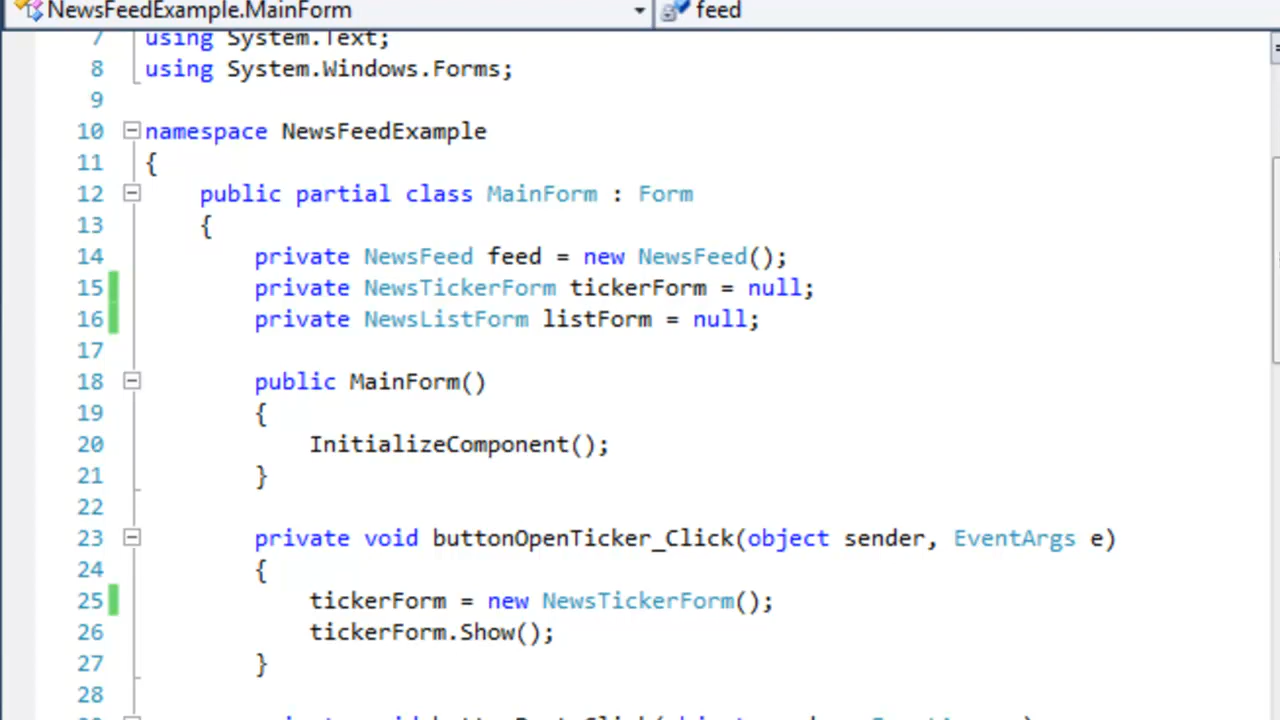 NewsFeedExample.MainForm feed
7 using System.Text;
8 using System.Windows.Forms;
9
10 namespace NewsFeedExample
11 {
12 public partial class MainForm : Form
13 {
14 private NewsFeed feed = new NewsFeed();
15 private NewsTickerForm tickerForm = null;
16 private NewsListForm listForm = null;
17
18 public MainForm()
19 {
20 InitializeComponent();
21 }
22
23 private void buttonOpenTicker_Click(object sender, EventArgs e)
24 {
25 tickerForm = new NewsTickerForm();
26 tickerForm.Show();
27 }
28